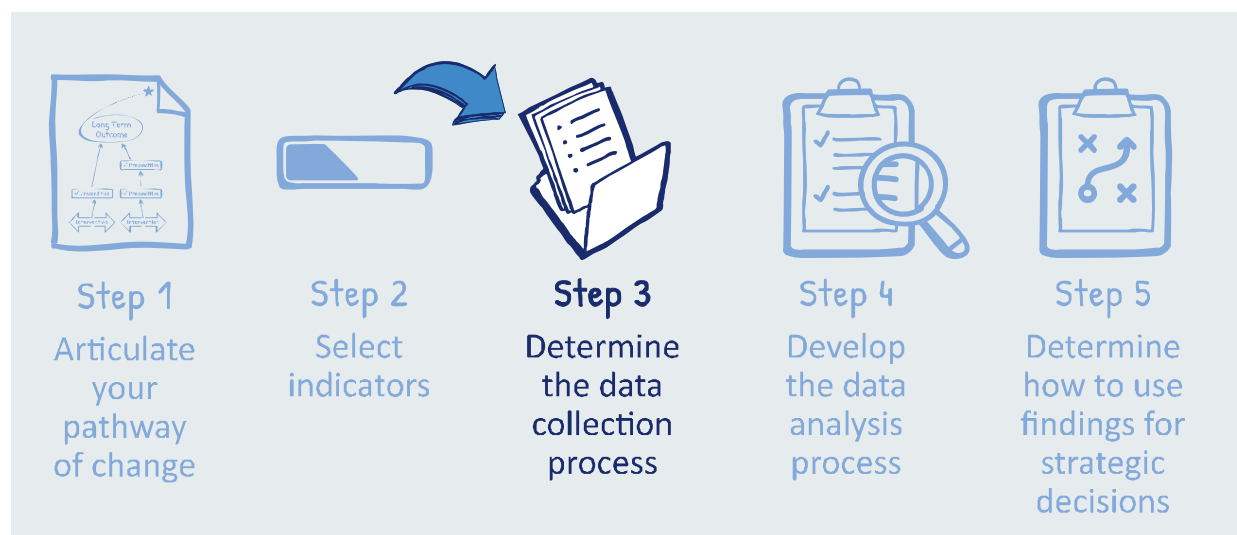 Long Term
Outcome
Step 1
Articulate
your
pathway
of change
Step 2
Select
indicators
Step 3
Determine
the data
collection
process
Step 4
Develop
the data
analysis
process
Step 5
Determine
how to use
findings for
strategic
decisions